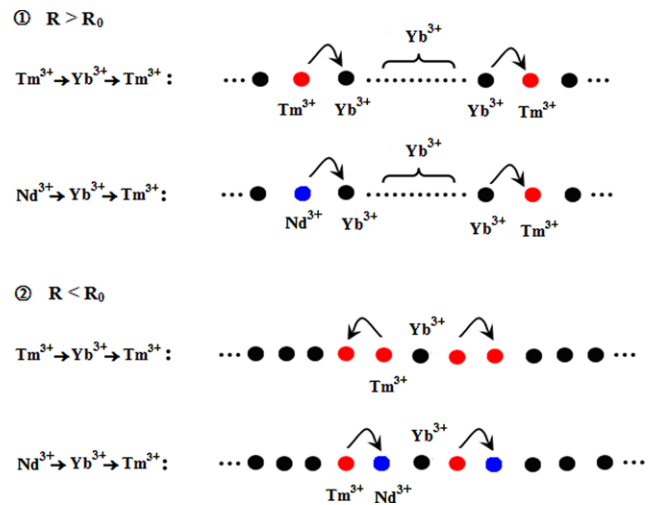 ① R > R₀
Yb³⁺
Tm³⁺→Yb³⁺→Tm³⁺ :
Tm³⁺ Yb³⁺ Yb³⁺ Tm³⁺
Yb³⁺
Nd³⁺→Yb³⁺→Tm³⁺:
Nd³⁺ Yb³⁺ Yb³⁺ Tm³⁺
② R < R₀
Yb³⁺
Tm³⁺→Yb³⁺→Tm³⁺ :
Tm³⁺
Yb³⁺
Nd³⁺→Yb³⁺→Tm³⁺:
Tm³⁺ Nd³⁺